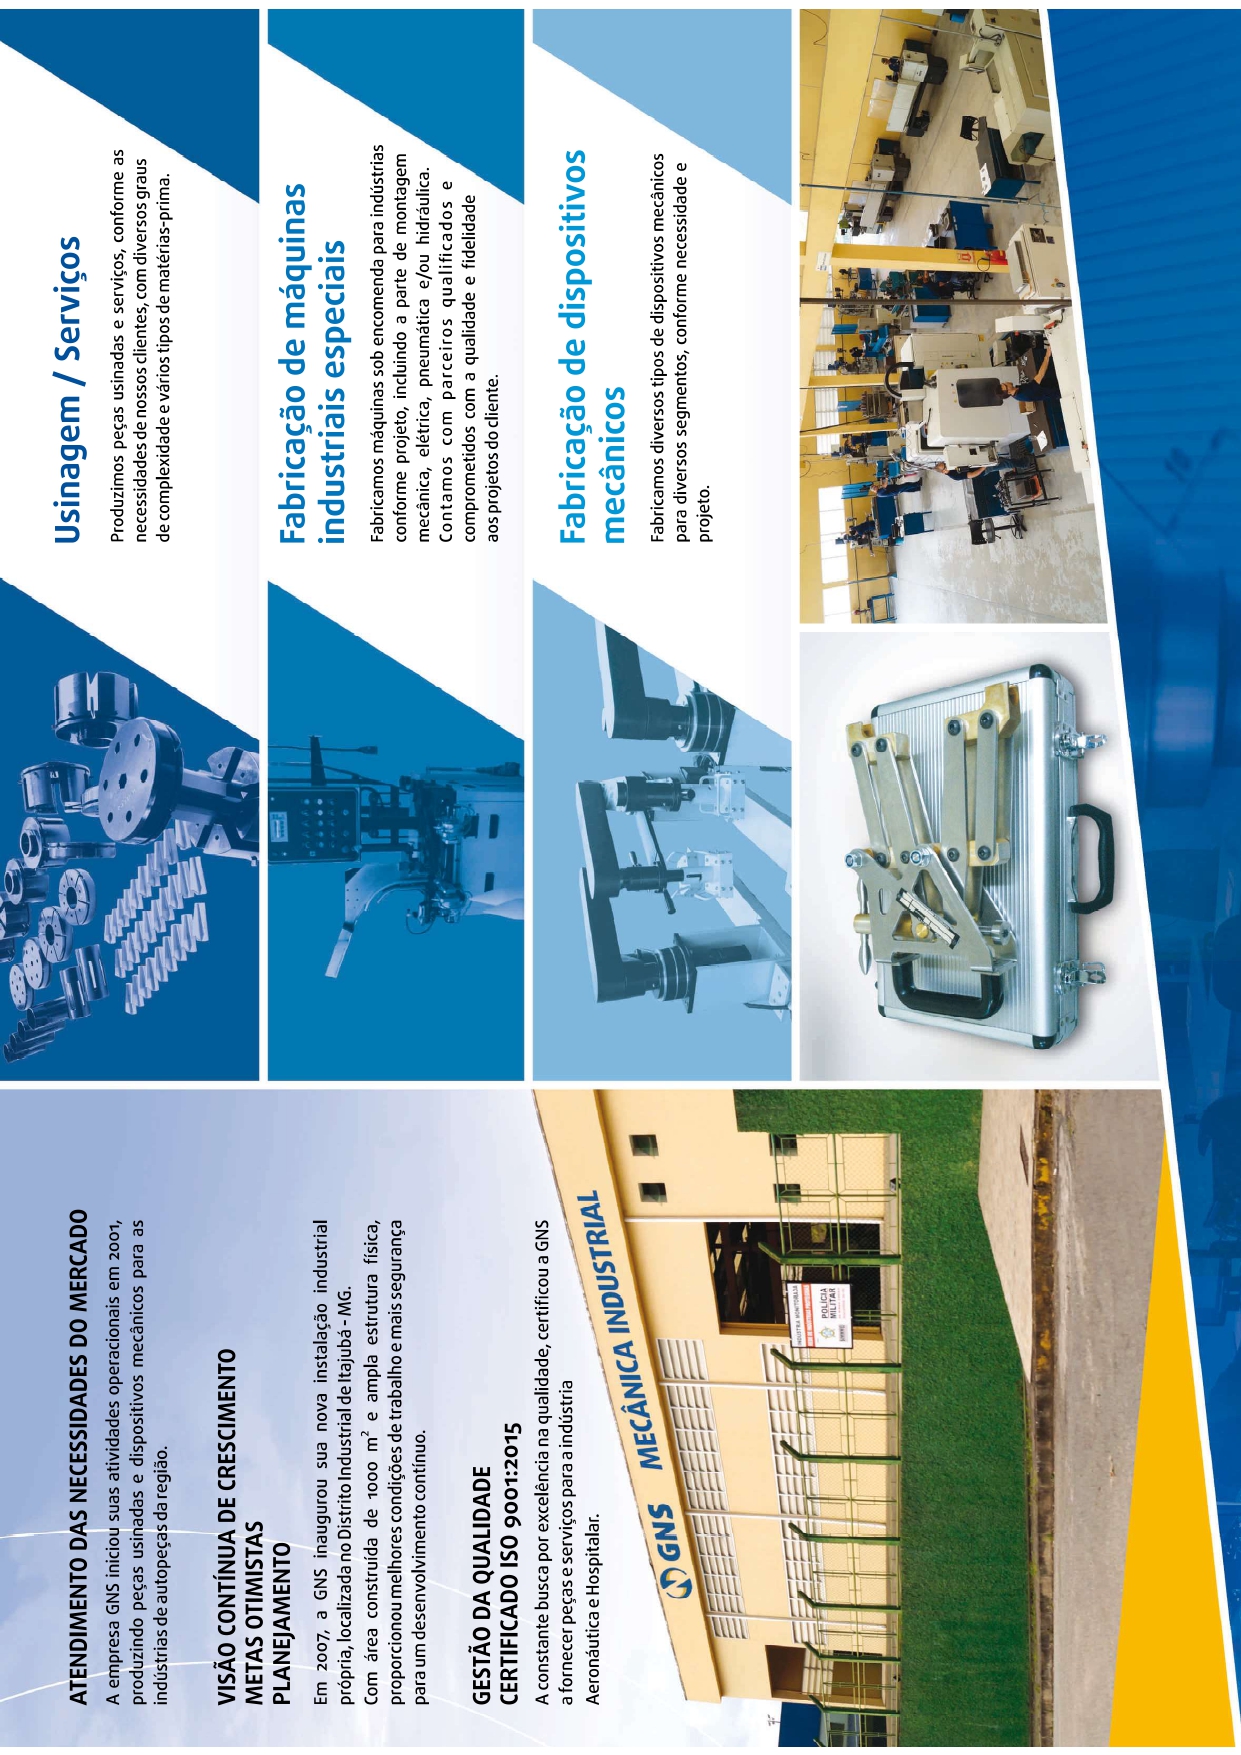 ATENDIMENTO DAS NECESSIDADES DO MERCADO
A empresa GNS iniciou suas atividades operacionais em 2001,
produzindo peças usinadas e dispositivos mecânicos para as
indústrias de autopeças da região.
VISÃO CONTÍNUA DE CRESCIMENTO
METAS OTIMISTAS
PLANEJAMENTO
Em 2007, a GNS inaugurou sua nova instalação industrial
própria, localizada no Distrito Industrial de Itajubá - MG.
Com área construída de 1000 m² e ampla estrutura física,
proporcionou melhores condições de trabalho e mais segurança
para um desenvolvimento contínuo.
GESTÃO DA QUALIDADE
CERTIFICADO ISO 9001:2015
A constante busca por excelência na qualidade, certificou a GNS
a fornecer peças e serviços para a indústria
Aeronáutica e Hospitalar.
GNS MECÂNICA INDUSTRIAL
INDÚSTRIA MONITORADA
POLÍCIA
MILITAR
Usinagem / Serviços
Produzimos peças usinadas e serviços, conforme as
necessidades de nossos clientes, com diversos graus
de complexidade e vários tipos de matérias-prima.
Fabricação de máquinas
industriais especiais
Fabricamos máquinas sob encomenda para indústrias
conforme projeto, incluindo a parte de montagem
mecânica, elétrica, pneumática e/ou hidráulica.
Contamos com parceiros qualificados e
comprometidos com a qualidade e fidelidade
aos projetos do cliente.
Fabricação de dispositivos
mecânicos
Fabricamos diversos tipos de dispositivos mecânicos
para diversos segmentos, conforme necessidade e
projeto.